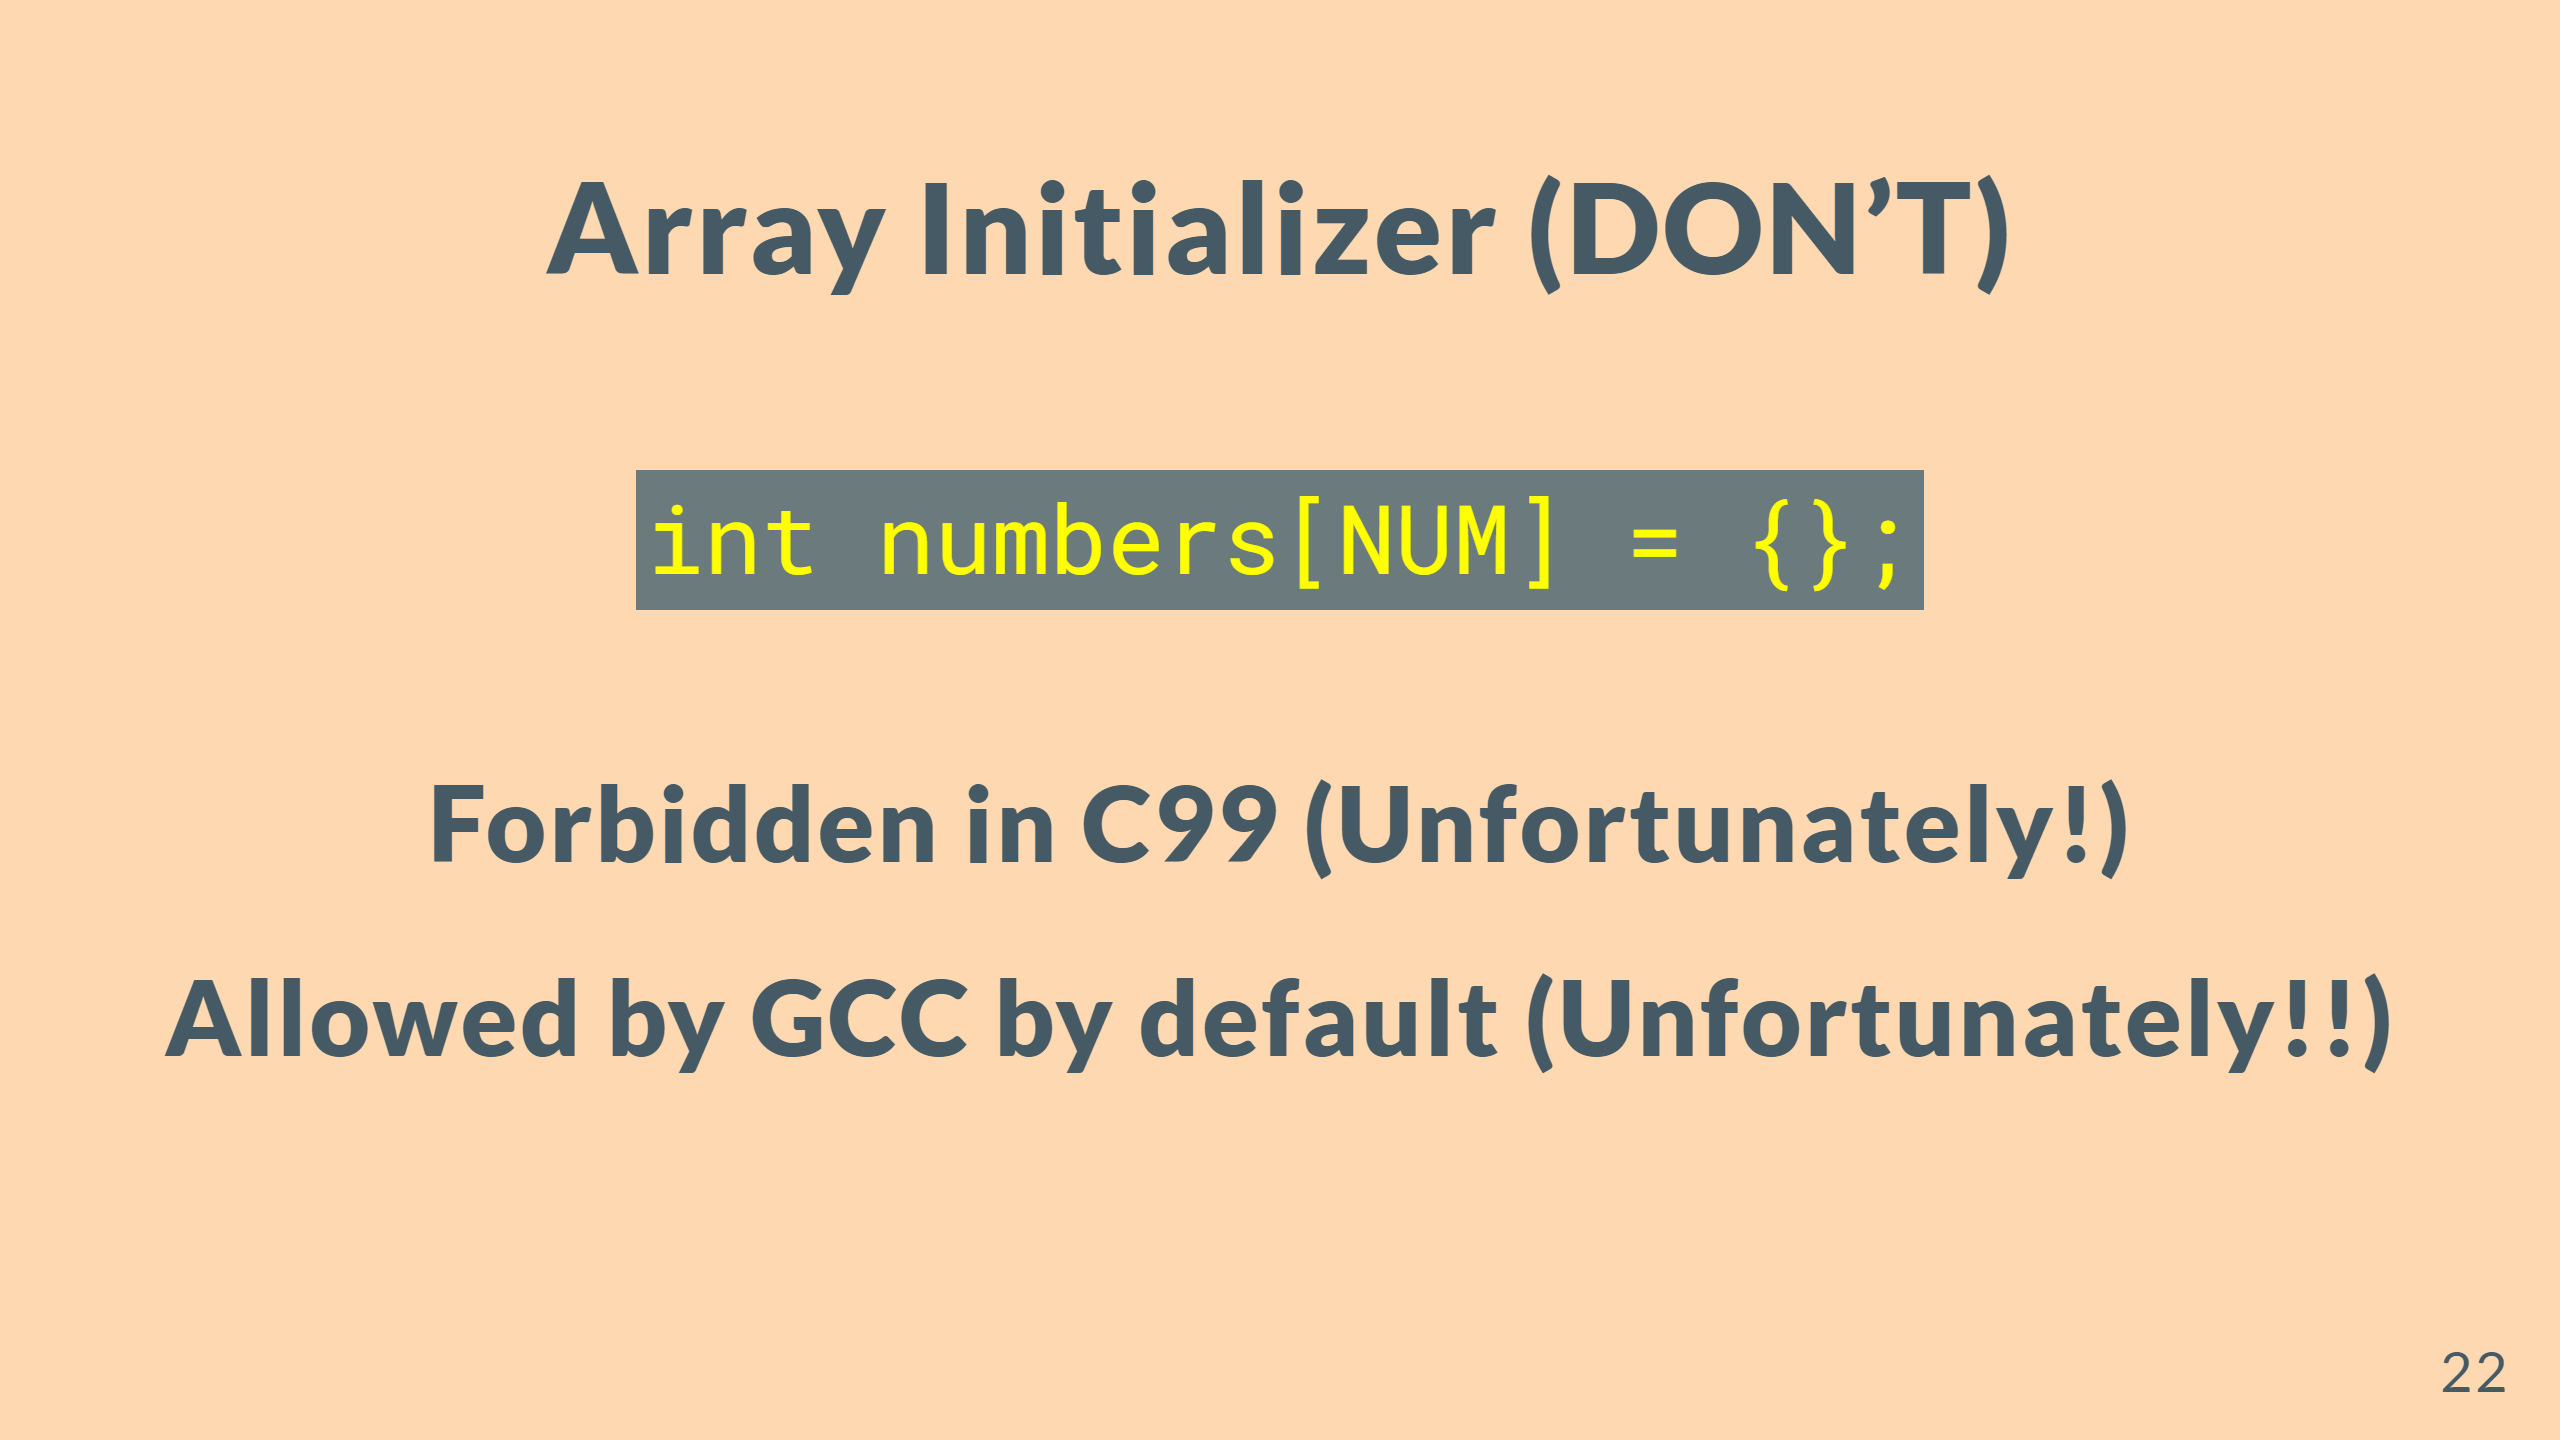 Array Initializer (DON’T)
int numbers[NUM] = {};
Forbidden in C99 (Unfortunately!)
Allowed by GCC by default (Unfortunately!!)
22